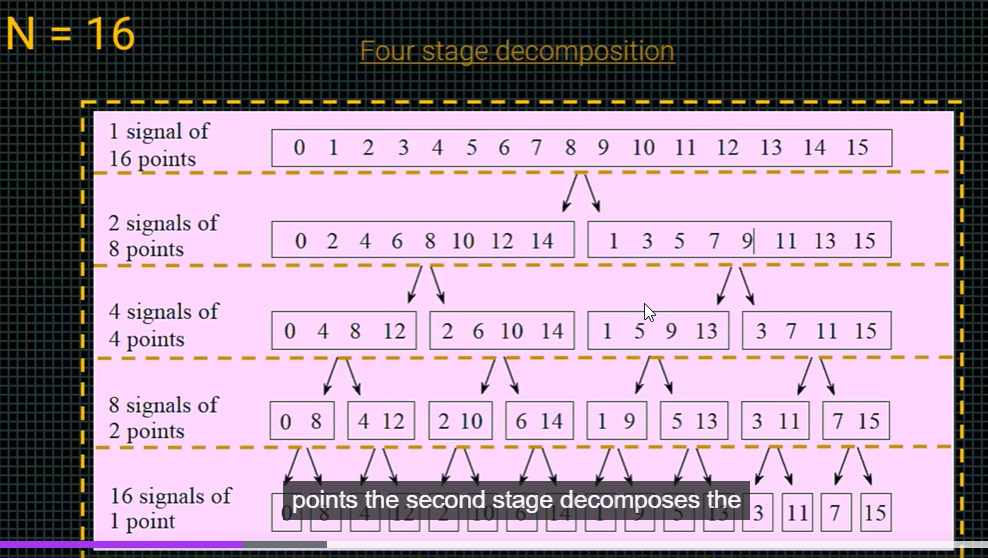 N = 16
Four stage decomposition
1 signal of
16 points
0 1 2 3 4 5 6 7 8 9 10 11 12 13 14 15
2 signals of
8 points
0 2 4 6 8 10 12 14
1 3 5 7 9 11 13 15
4 signals of
4 points
0 4 8 12
2 6 10 14
1 5 9 13
3 7 11 15
8 signals of
2 points
0 8
4 12
2 10
6 14
1 9
5 13
3 11
7 15
16 signals of
1 point
0 8 4 12 2 10 6 14 1 9 5 13 3 11 7 15
points the second stage decomposes the